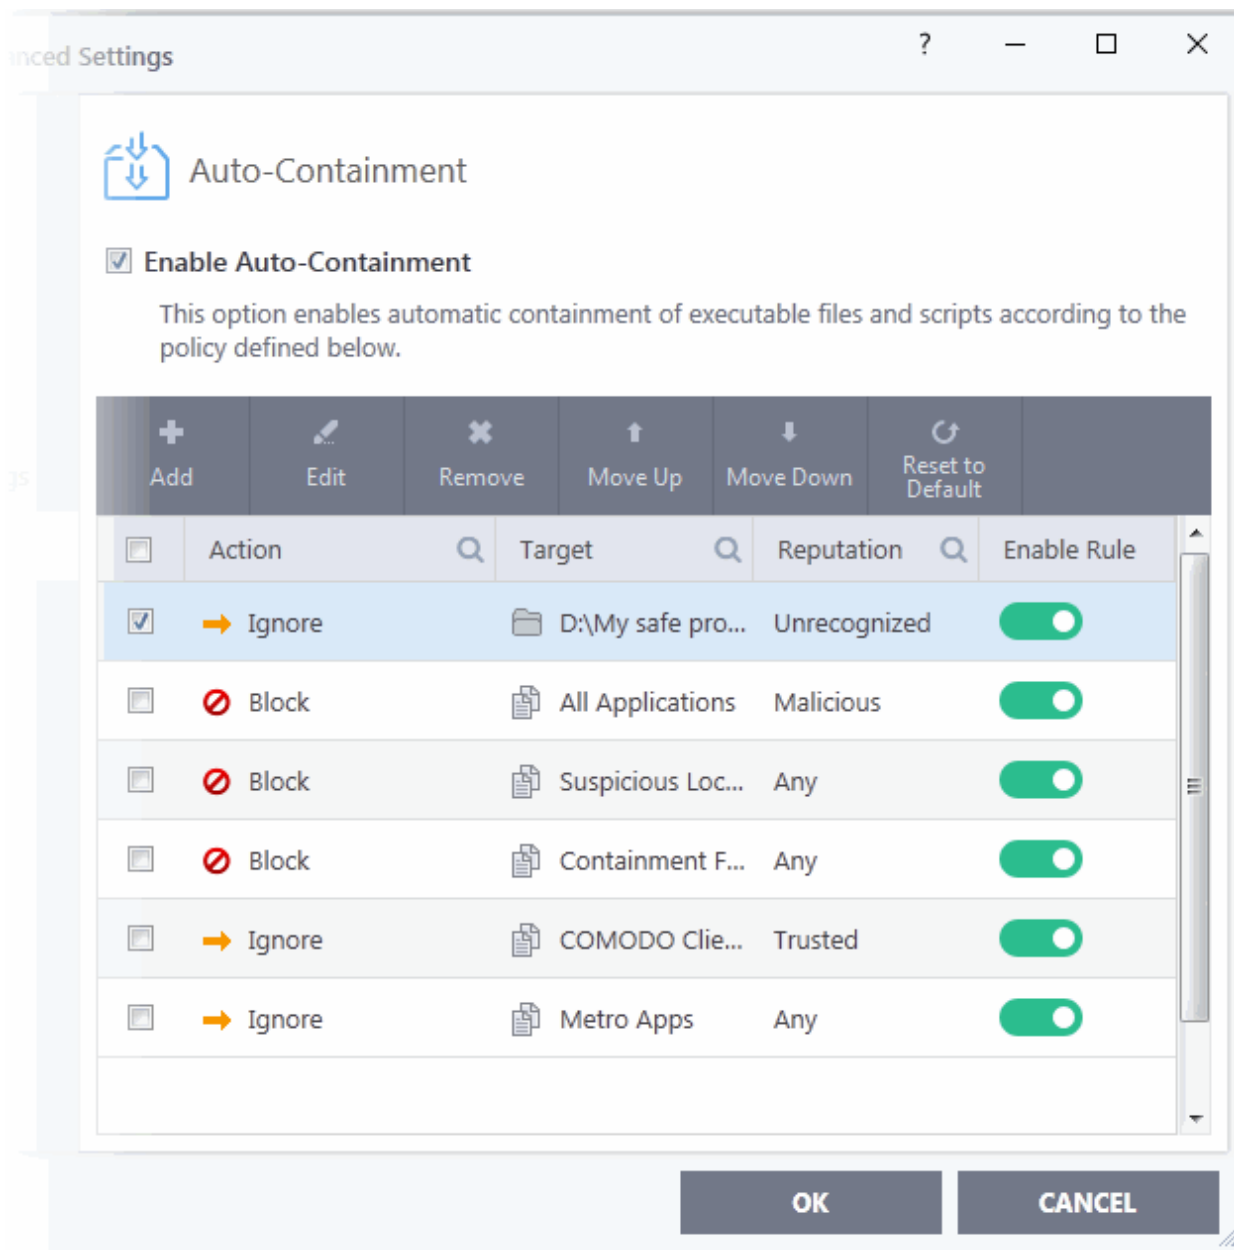 anced Settings
?
Auto-Containment
Enable Auto-Containment
This option enables automatic containment of executable files and scripts according to the
policy defined below.
Add Edit Remove Move Up Move Down Reset to
Default
Action Target Reputation Enable Rule
Ignore D:\My safe pro... Unrecognized
Block All Applications Malicious
Block Suspicious Loc... Any
Block Containment F... Any
Ignore COMODO Clie... Trusted
Ignore Metro Apps Any
gs
OK CANCEL